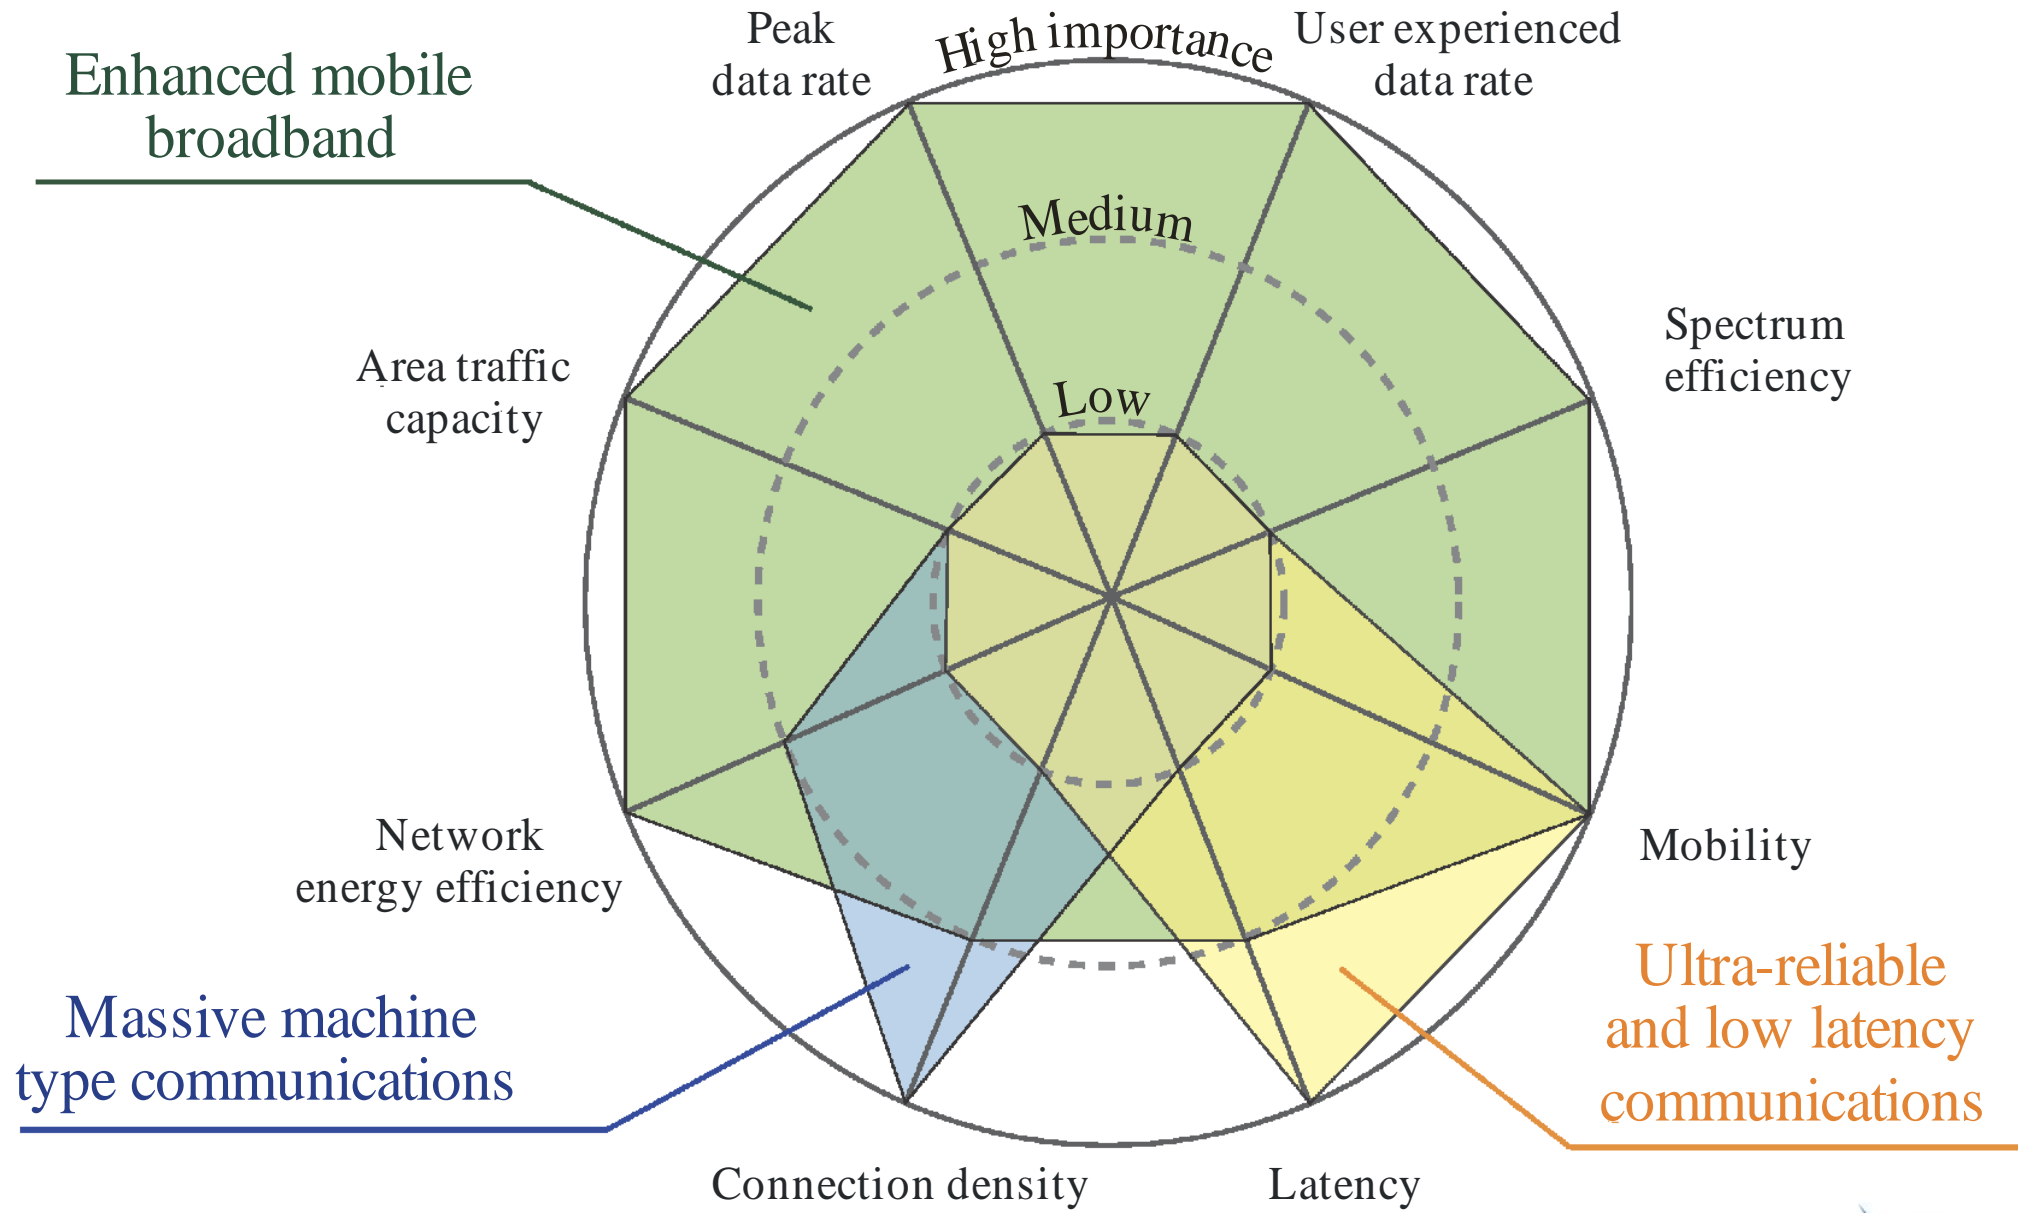 Peak
data rate
High importance
User experienced
data rate
Enhanced mobile
broadband
Medium
Spectrum
efficiency
Area traffic
capacity
Low
Network
energy efficiency
Mobility
Ultra-reliable
and low latency
communications
Massive machine
type communications
Connection density
Latency